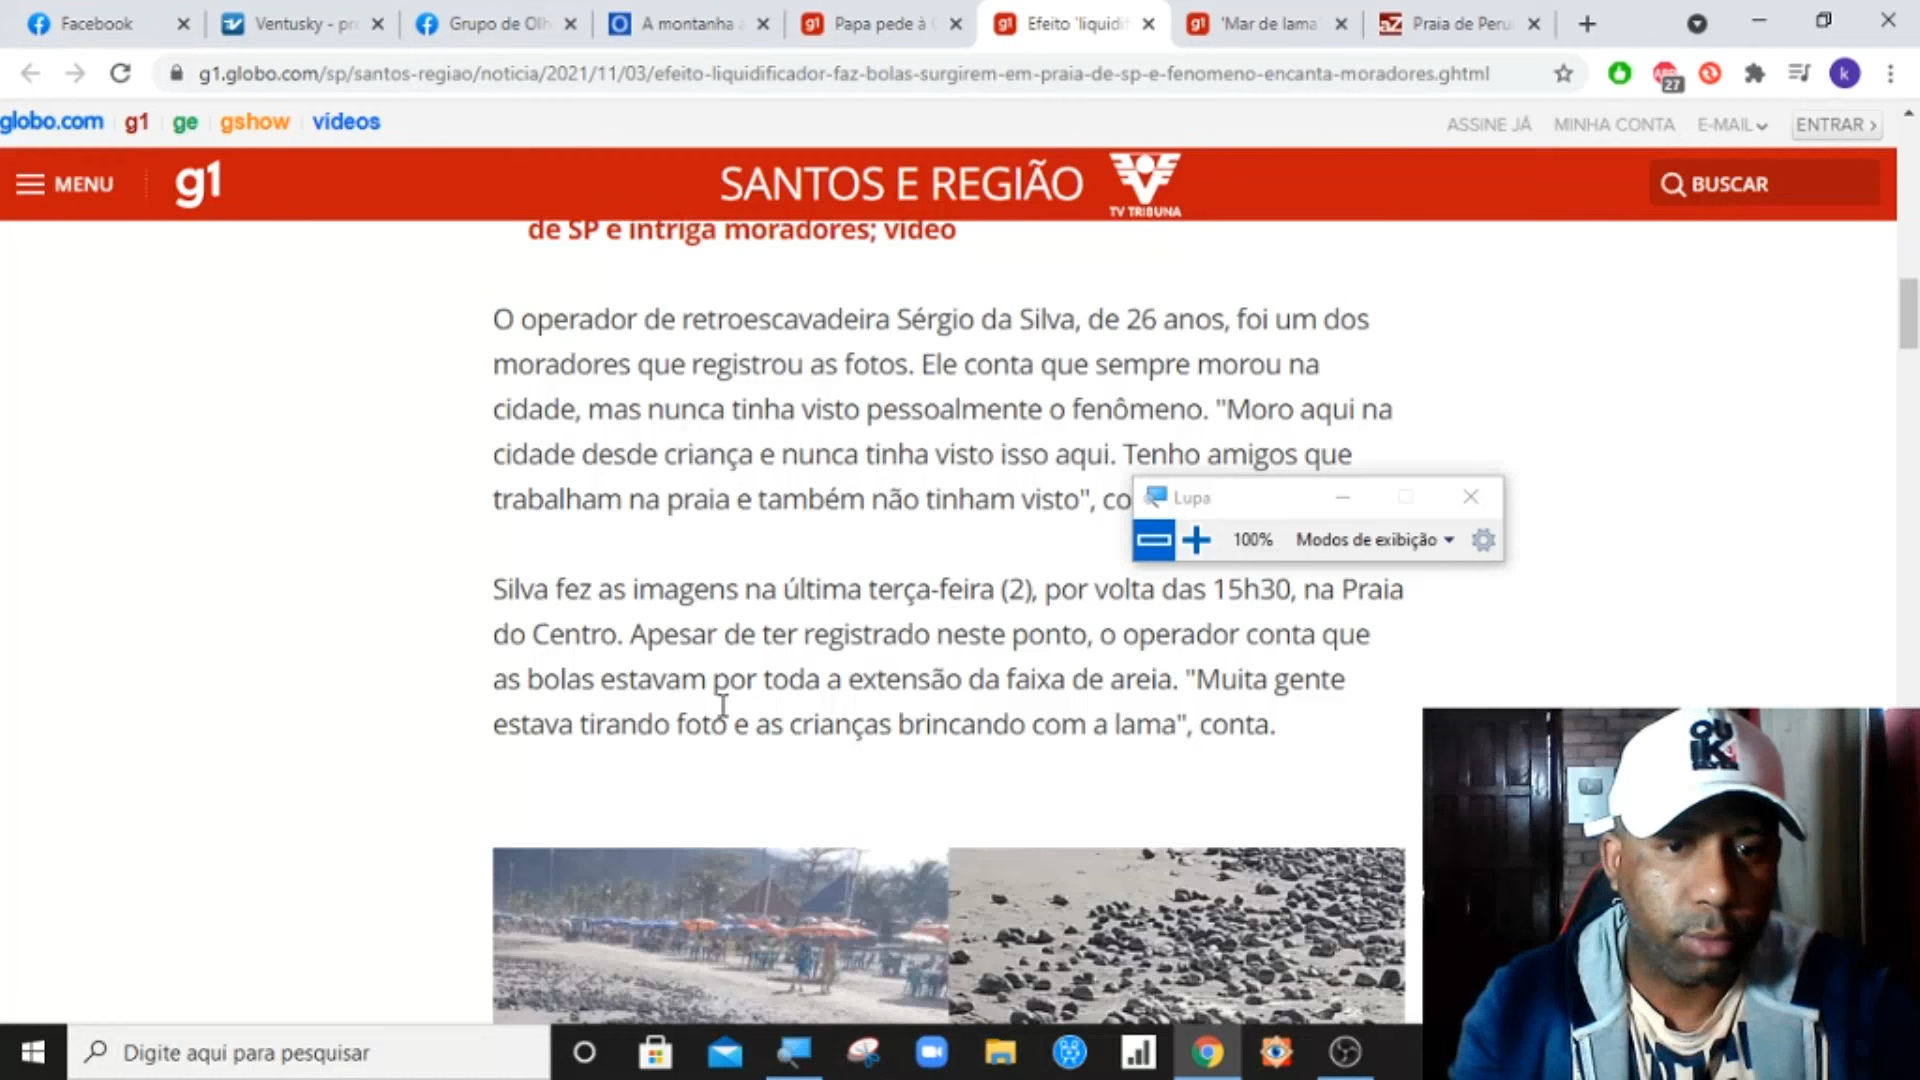 Facebook
Ventusky - pr
Grupo de Olh
A montanha a
g1 Papa pede à
g1 Efeito 'liquidif
g1 'Mar de lama
aZ Praia de Peru
g1.globo.com/sp/santos-regiao/noticia/2021/11/03/efeito-liquidificador-faz-bolas-surgirem-em-praia-de-sp-e-fenomeno-encanta-moradores.ghtml
27
k
globo.com g1 ge gshow vídeos
ASSINE JÁ MINHA CONTA E-MAIL ENTRAR
MENU g1 SANTOS E REGIÃO TV TRIBUNA BUSCAR
de SP e intriga moradores; vídeo
O operador de retroescavadeira Sérgio da Silva, de 26 anos, foi um dos
moradores que registrou as fotos. Ele conta que sempre morou na
cidade, mas nunca tinha visto pessoalmente o fenômeno. "Moro aqui na
cidade desde criança e nunca tinha visto isso aqui. Tenho amigos que
trabalham na praia e também não tinham visto", co
Lupa
100% Modos de exibição
Silva fez as imagens na última terça-feira (2), por volta das 15h30, na Praia
do Centro. Apesar de ter registrado neste ponto, o operador conta que
as bolas estavam por toda a extensão da faixa de areia. "Muita gente
estava tirando foto e as crianças brincando com a lama", conta.
Digite aqui para pesquisar